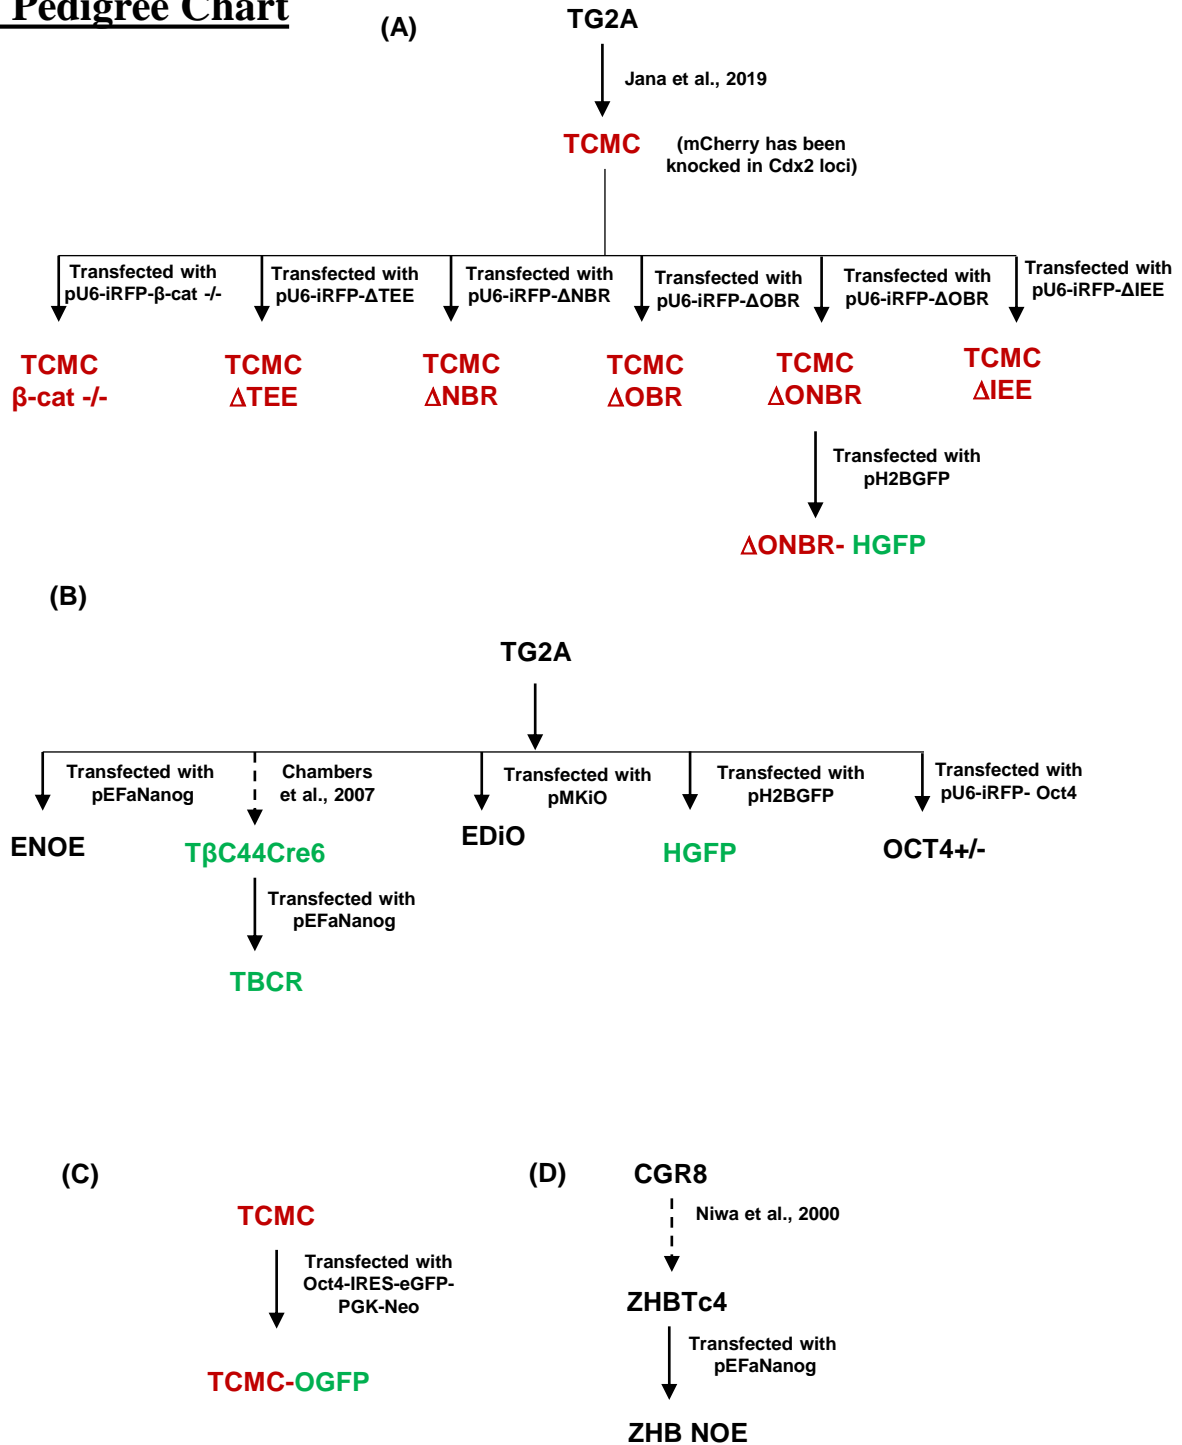 Pedigree Chart
(A)
TG2A
Jana et al., 2019
TCMC
(mCherry has been
knocked in Cdx2 loci)
Transfected with
pU6-iRFP-β-cat -/-
Transfected with
pU6-iRFP-ΔTEE
Transfected with
pU6-iRFP-ΔNBR
Transfected with
pU6-iRFP-ΔOBR
Transfected with
pU6-iRFP-ΔOBR
Transfected with
pU6-iRFP-ΔIEE
TCMC
β-cat -/-
TCMC
ΔTEE
TCMC
ΔNBR
TCMC
ΔOBR
TCMC
ΔONBR
TCMC
ΔIEE
Transfected with
pH2BGFP
ΔONBR- HGFP
(B)
TG2A
Transfected with
pEFaNanog
Chambers
et al., 2007
Transfected with
pMKiO
Transfected with
pH2BGFP
Transfected with
pU6-iRFP- Oct4
ENOE
TβC44Cre6
EDiO
HGFP
OCT4+/-
Transfected with
pEFaNanog
TBCR
(C)
TCMC
Transfected with
Oct4-IRES-eGFP-
PGK-Neo
TCMC-OGFP
(D)
CGR8
Niwa et al., 2000
ZHBTc4
Transfected with
pEFaNanog
ZHB NOE